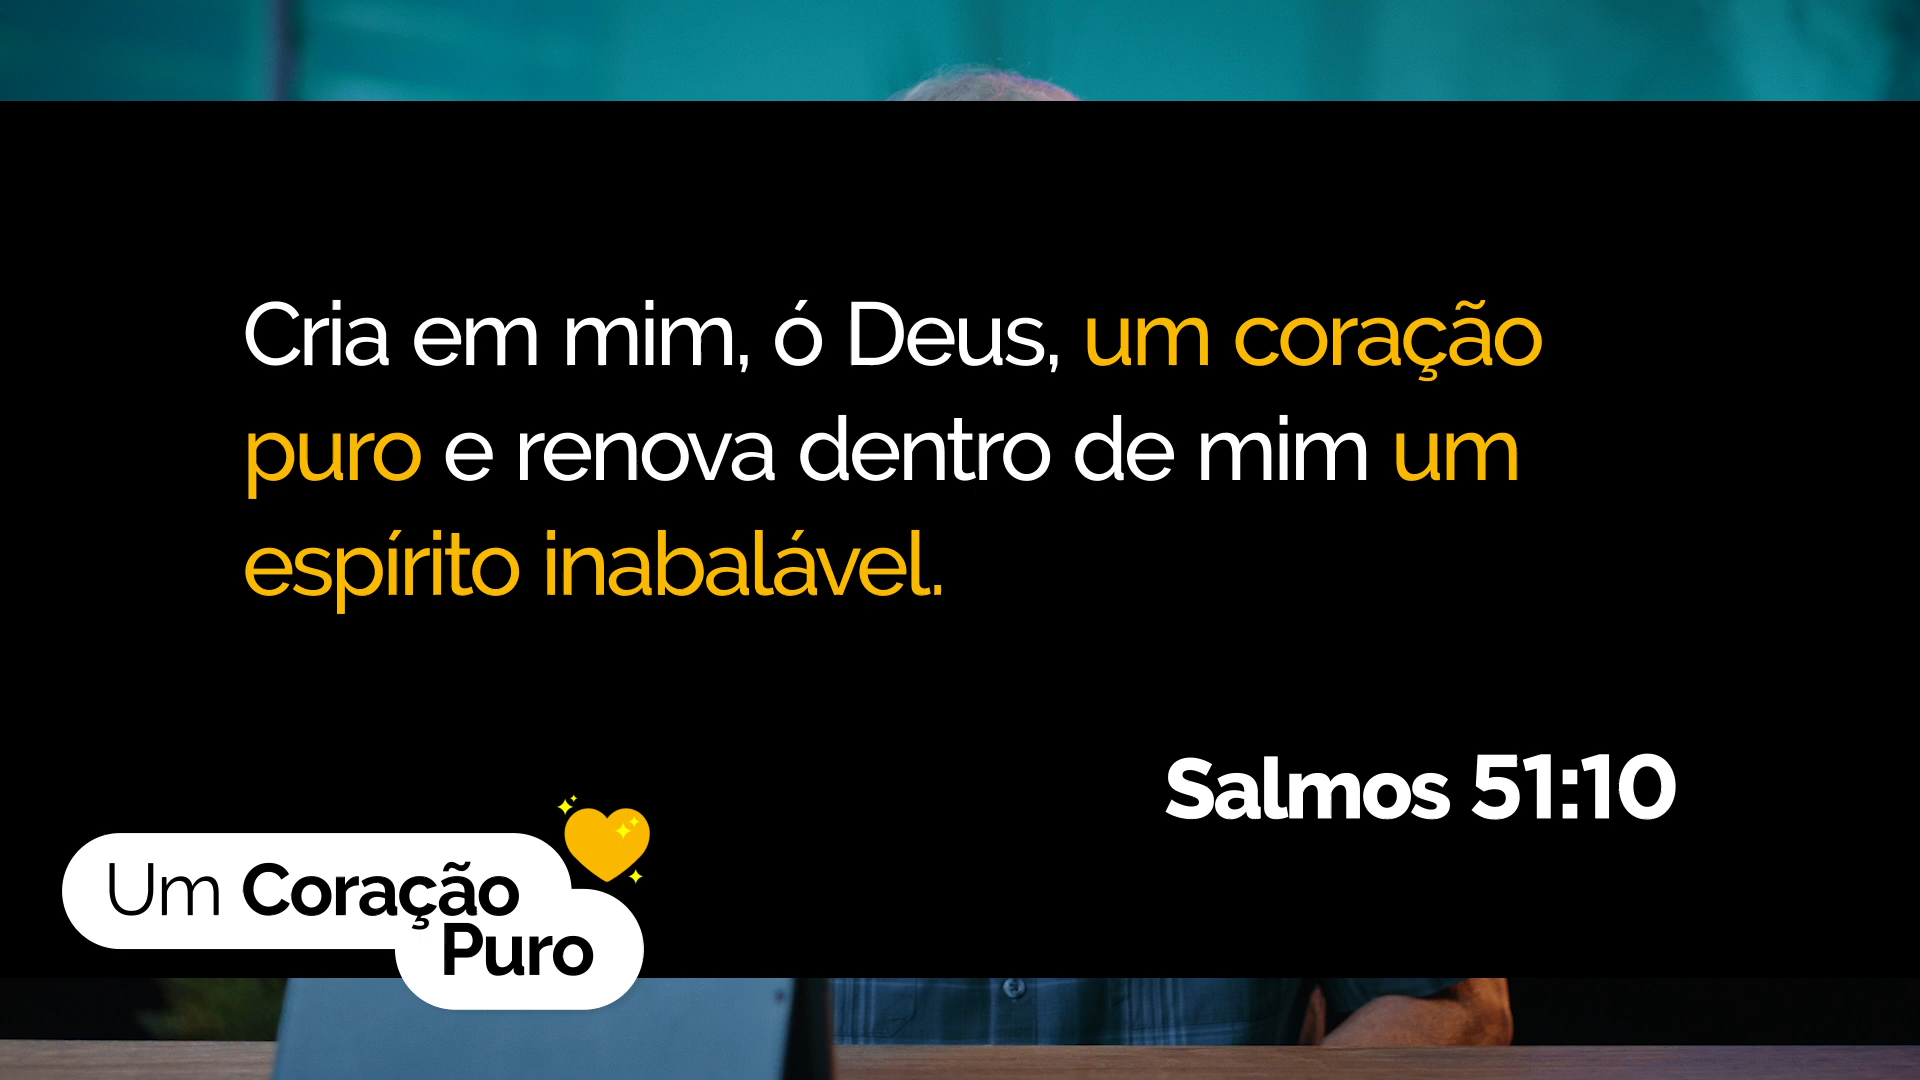 Cria em mim, ó Deus, um coração
puro e renova dentro de mim um
espírito inabalável.
Salmos 51:10
Um Coração
Puro